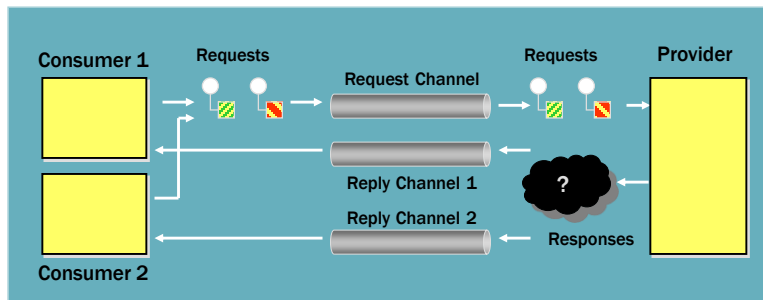 Consumer 1
Requests
Request Channel
Requests
Provider
Reply Channel 1
?
Reply Channel 2
Responses
Consumer 2